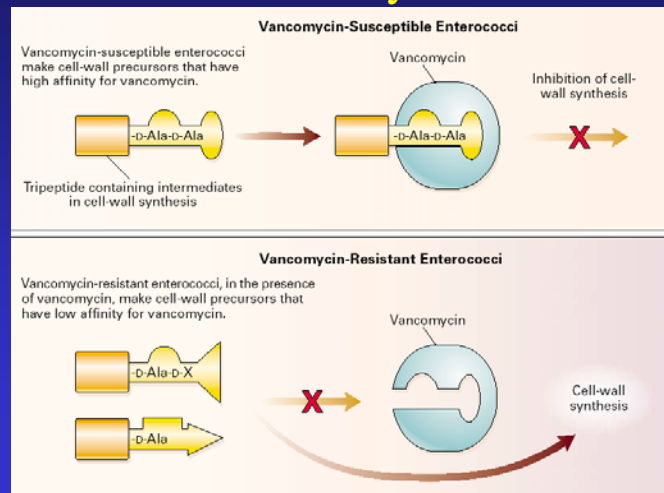 Vancomycin-Susceptible Enterococci
Vancomycin-susceptible enterococci
make cell-wall precursors that have
high affinity for vancomycin.
Vancomycin
Inhibition of cell-
wall synthesis
-D-Ala-D-Ala
-D-Ala-D-Ala
X
Tripeptide containing intermediates
in cell-wall synthesis
Vancomycin-Resistant Enterococci
Vancomycin-resistant enterococci, in the presence
of vancomycin, make cell-wall precursors that
have low affinity for vancomycin.
Vancomycin
-D-Ala-D-X
X
Cell-wall
synthesis
-D-Ala